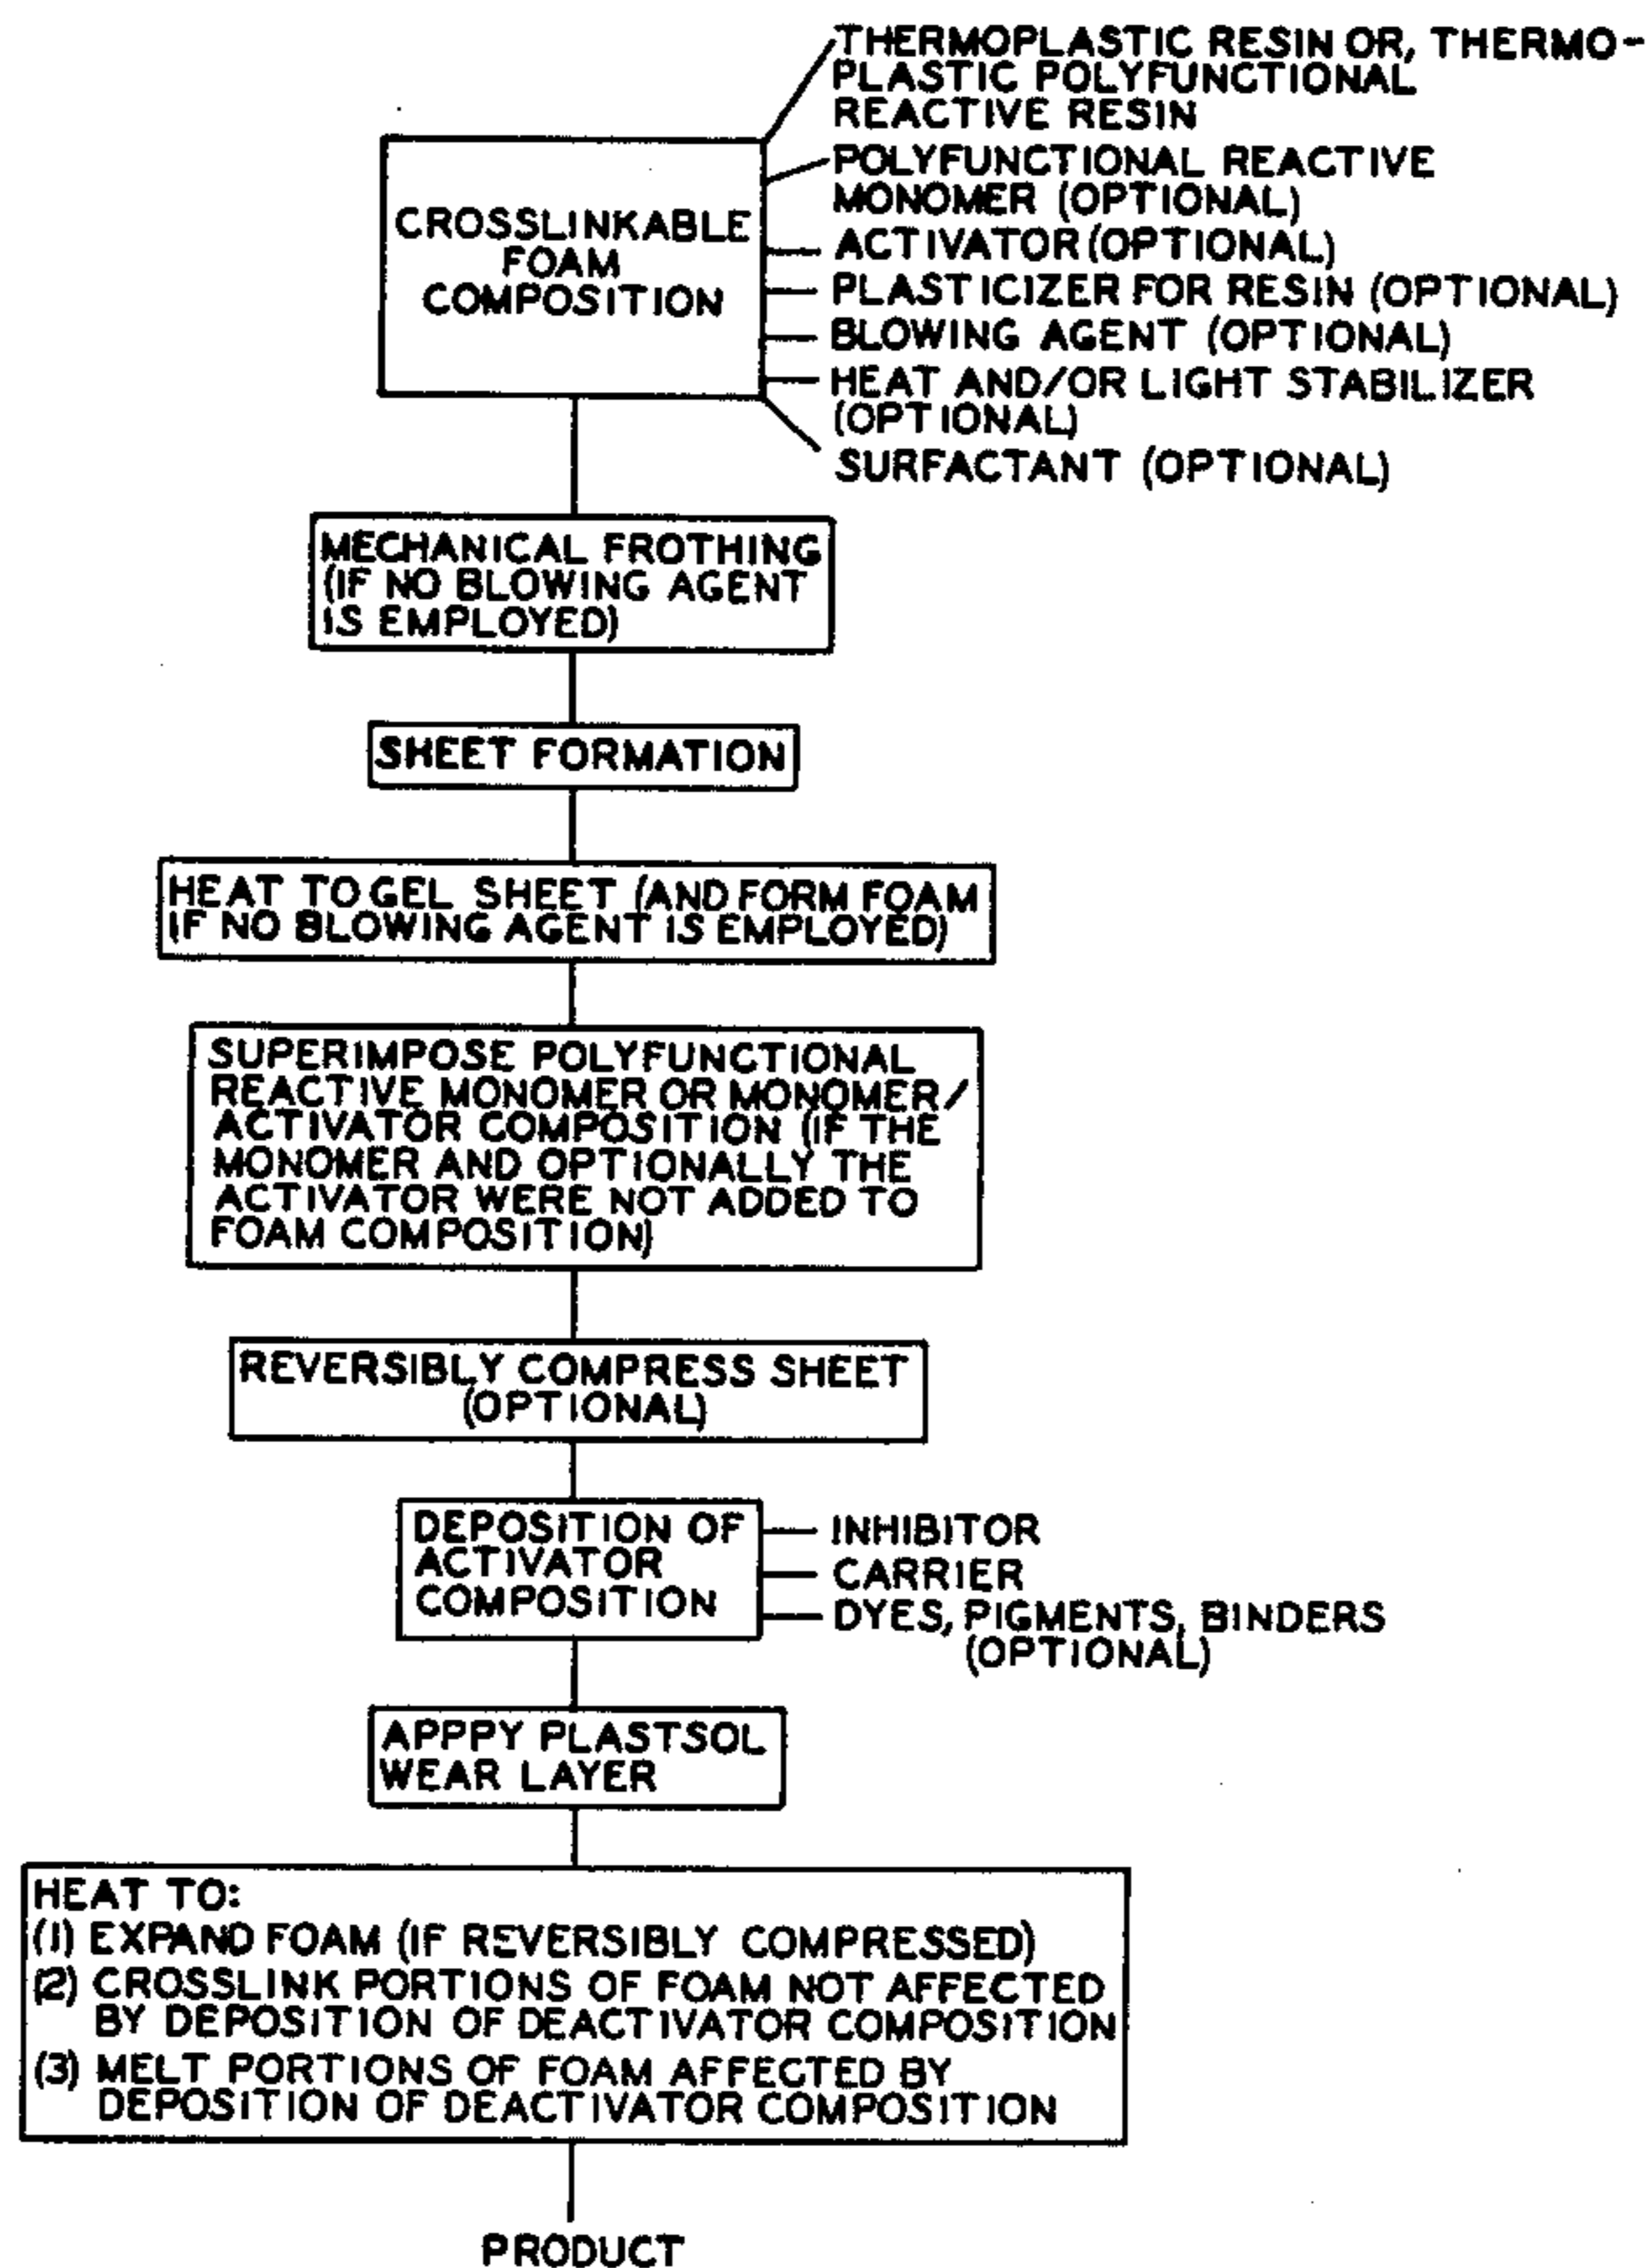 THERMOPLASTIC RESIN OR, THERMO-
PLASTIC POLYFUNCTIONAL
REACTIVE RESIN
POLYFUNCTIONAL REACTIVE
MONOMER (OPTIONAL)
ACTIVATOR (OPTIONAL)
PLASTICIZER FOR RESIN (OPTIONAL)
BLOWING AGENT (OPTIONAL)
HEAT AND/OR LIGHT STABILIZER
(OPTIONAL)
SURFACTANT (OPTIONAL)
CROSSLINKABLE
FOAM
COMPOSITION
MECHANICAL FROTHING
(IF NO BLOWING AGENT
IS EMPLOYED)
SHEET FORMATION
HEAT TO GEL SHEET (AND FORM FOAM
IF NO BLOWING AGENT IS EMPLOYED)
SUPERIMPOSE POLYFUNCTIONAL
REACTIVE MONOMER OR MONOMER/
ACTIVATOR COMPOSITION (IF THE
MONOMER AND OPTIONALLY THE
ACTIVATOR WERE NOT ADDED TO
FOAM COMPOSITION)
REVERSIBLY COMPRESS SHEET
(OPTIONAL)
DEPOSITION OF
ACTIVATOR
COMPOSITION
INHIBITOR
CARRIER
DYES, PIGMENTS, BINDERS
(OPTIONAL)
APPPY PLASTSOL
WEAR LAYER
HEAT TO:
(1) EXPAND FOAM (IF REVERSIBLY COMPRESSED)
(2) CROSSLINK PORTIONS OF FOAM NOT AFFECTED
BY DEPOSITION OF DEACTIVATOR COMPOSITION
(3) MELT PORTIONS OF FOAM AFFECTED BY
DEPOSITION OF DEACTIVATOR COMPOSITION
PRODUCT